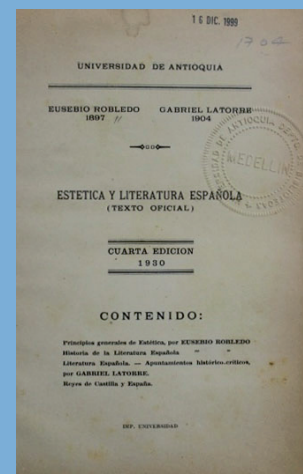 16 DIC. 1999
1704
UNIVERSIDAD DE ANTIOQUIA
EUSEBIO ROBLEDO GABRIEL LATORRE
1897 1904
ESTETICA Y LITERATURA ESPAÑOLA
(TEXTO OFICIAL)
CUARTA EDICION
1930
CONTENIDO:
Principios generales de Estética, por EUSEBIO ROBLEDO
Historia de la Literatura Española " "
Literatura Española. — Apuntamientos histórico-críticos,
por GABRIEL LATORRE.
Reyes de Castilla y España.
IMP. UNIVERSIDAD
MEDELLIN